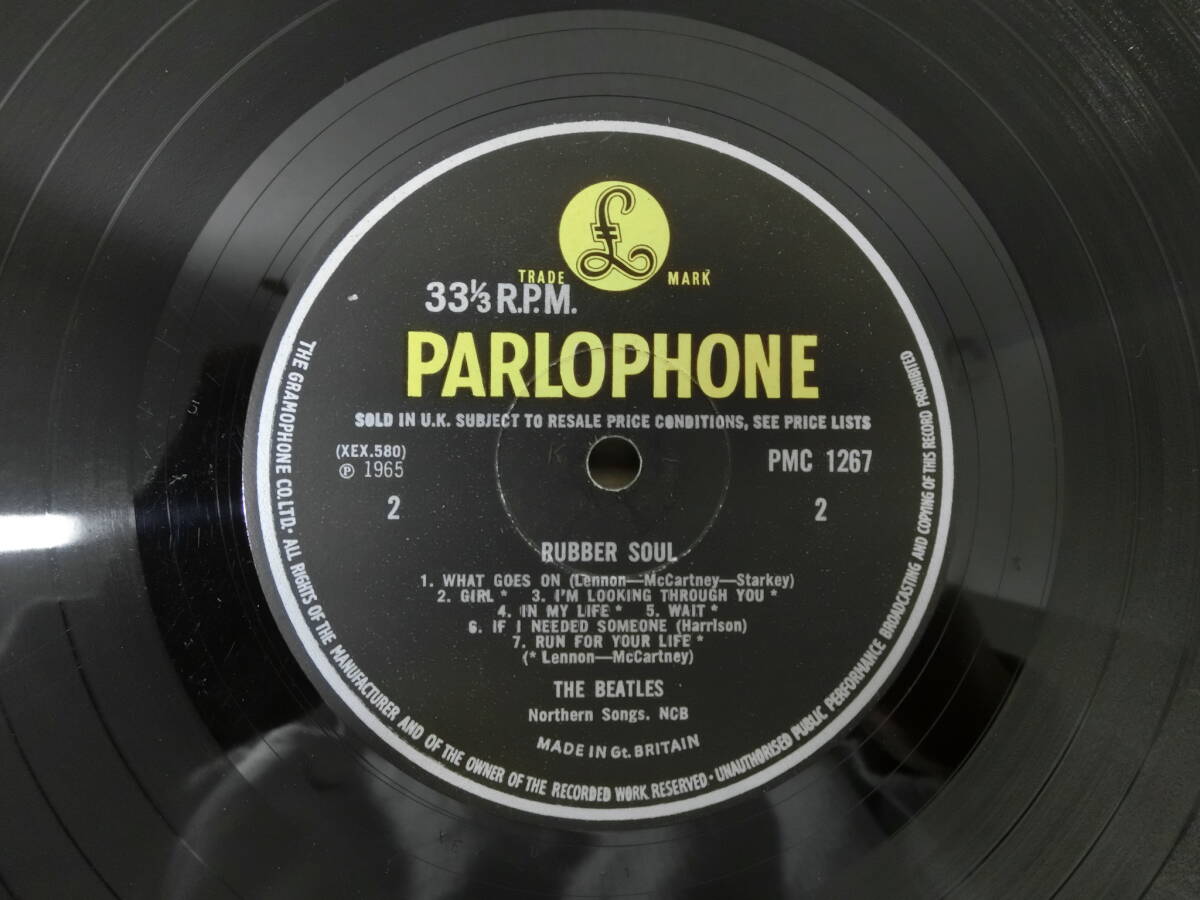 £
TRADE MARK
33⅓ R.P.M.
PARLOPHONE
SOLD IN U.K. SUBJECT TO RESALE PRICE CONDITIONS, SEE PRICE LISTS
(XEX.580)
℗ 1965
PMC 1267
2 2
RUBBER SOUL
1. WHAT GOES ON (Lennon—McCartney—Starkey)
2. GIRL * 3. I'M LOOKING THROUGH YOU *
4. IN MY LIFE * 5. WAIT *
6. IF I NEEDED SOMEONE (Harrison)
7. RUN FOR YOUR LIFE *
(* Lennon—McCartney)
THE BEATLES
Northern Songs. NCB
MADE IN Gt. BRITAIN
THE GRAMOPHONE CO. LTD. · ALL RIGHTS OF THE MANUFACTURER AND OF THE OWNER OF THE RECORDED WORK RESERVED · UNAUTHORISED PUBLIC PERFORMANCE BROADCASTING AND COPYING OF THIS RECORD PROHIBITED